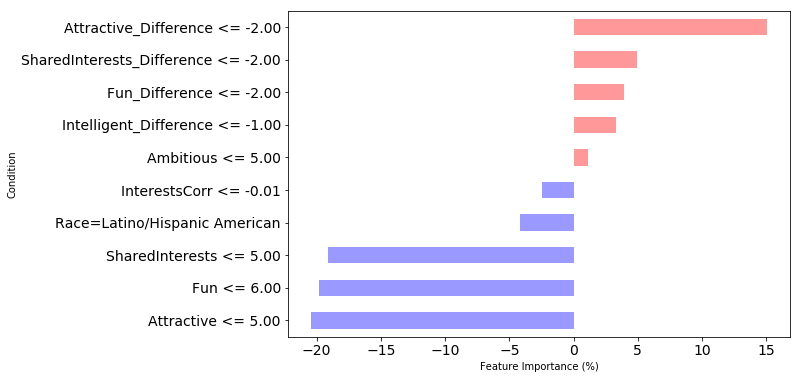 Attractive_Difference <= -2.00
SharedInterests_Difference <= -2.00
Fun_Difference <= -2.00
Intelligent_Difference <= -1.00
Ambitious <= 5.00
InterestsCorr <= -0.01
Race=Latino/Hispanic American
SharedInterests <= 5.00
Fun <= 6.00
Attractive <= 5.00
Condition
−20 −15 −10 −5 0 5 10 15
Feature Importance (%)